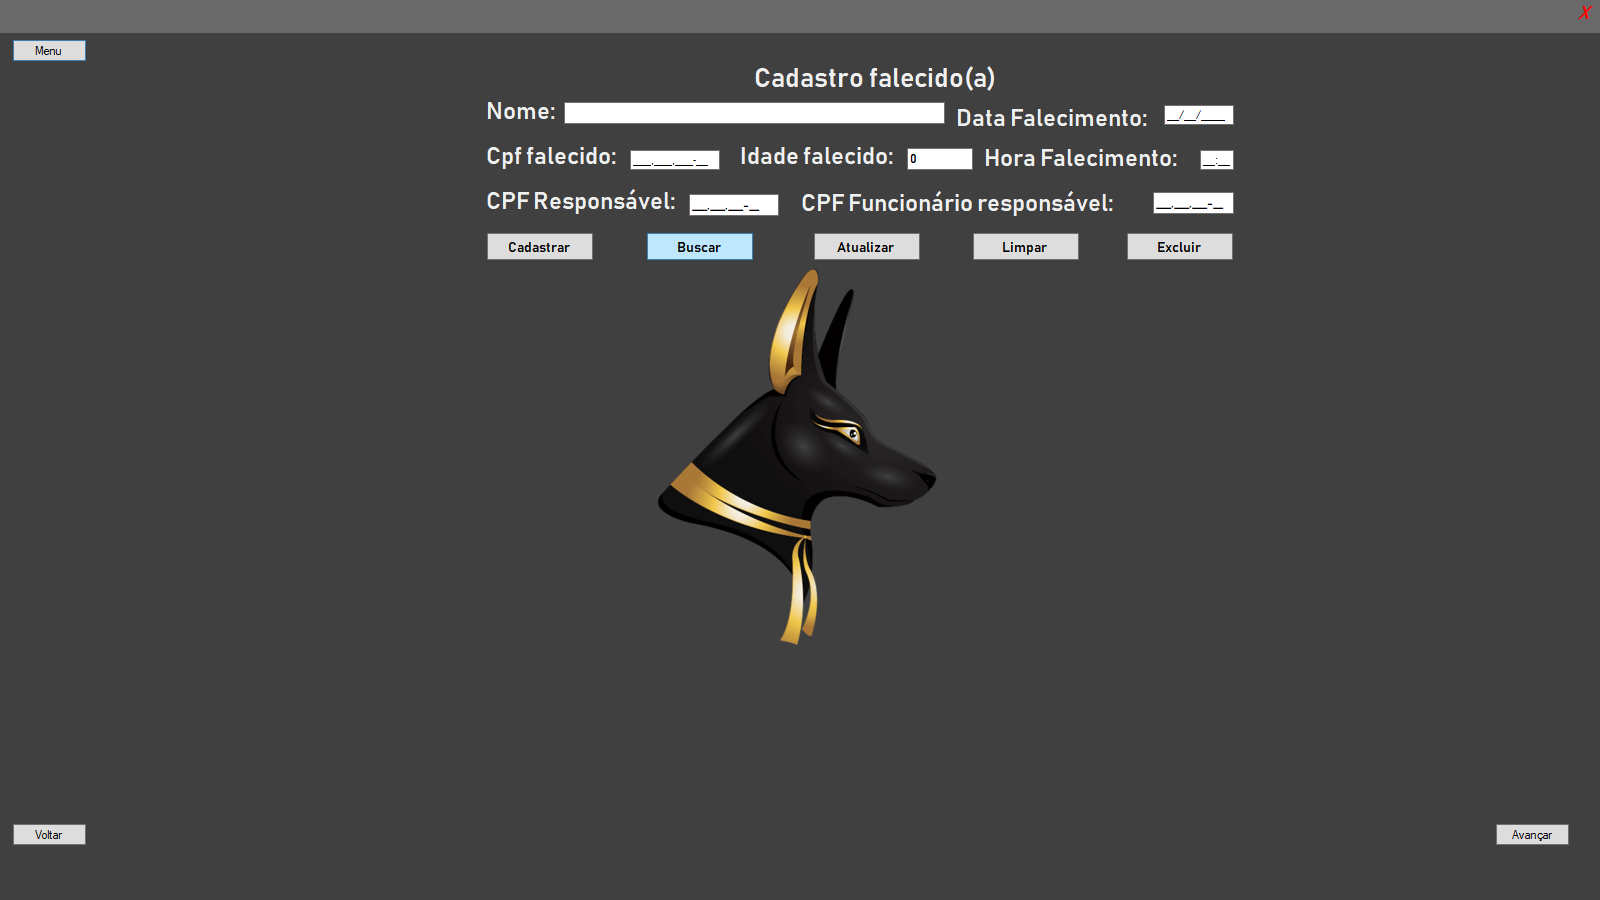 X
Menu
Cadastro falecido(a)
Nome: Data Falecimento: __/__/____
Cpf falecido: ___.___.___-__ Idade falecido: 0 Hora Falecimento: __:__
CPF Responsável: ___.___.___-__ CPF Funcionário responsável: ___.___.___-__
Cadastrar Buscar Atualizar Limpar Excluir
Voltar Avançar